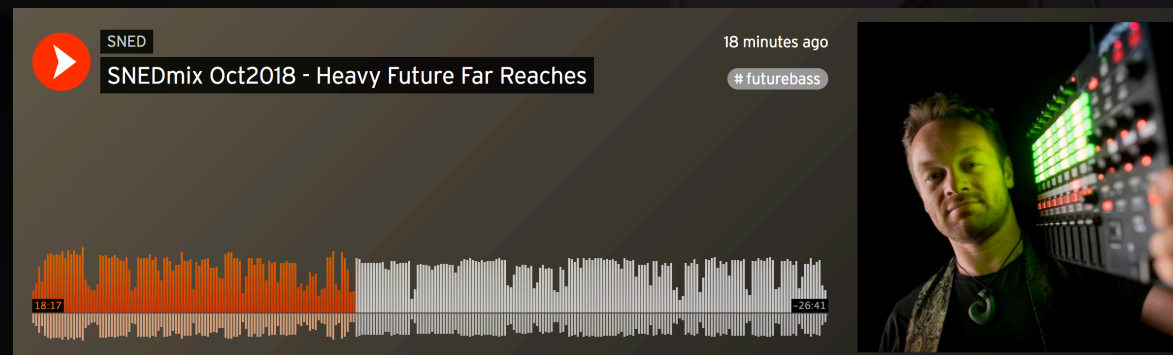 SNED
18 minutes ago
SNEDmix Oct2018 - Heavy Future Far Reaches
# futurebass
18:17
-26:41